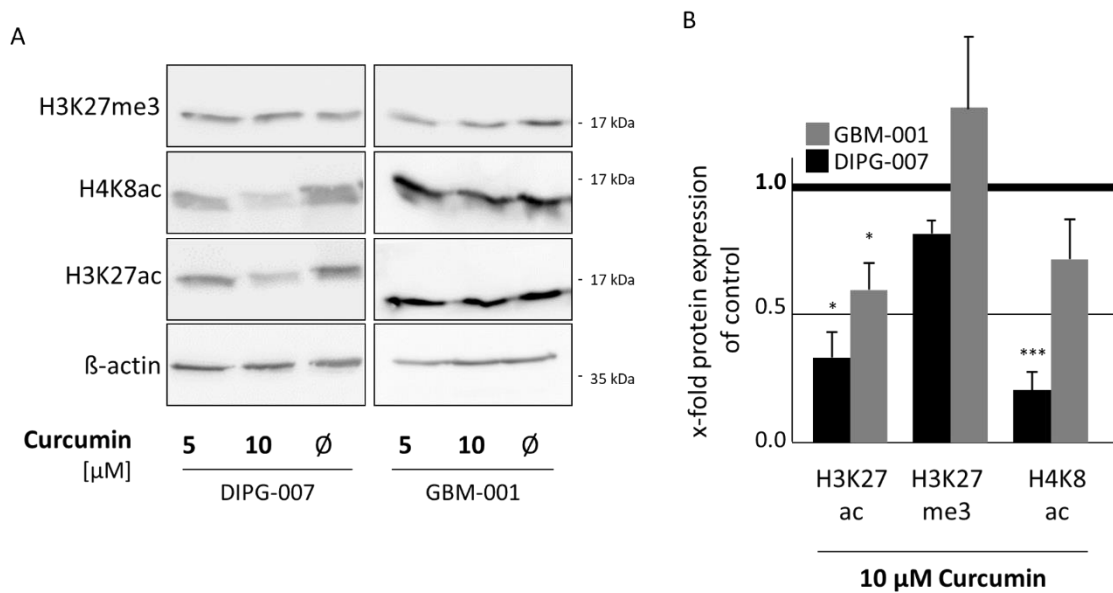 A
H3K27me3
- 17 kDa
H4K8ac
- 17 kDa
H3K27ac
- 17 kDa
ß-actin
- 35 kDa
Curcumin
[µM]
5 10 Ø 5 10 Ø
DIPG-007 GBM-001
B
GBM-001
DIPG-007
x-fold protein expression
of control
1.0
0.5
0.0
* * ***
H3K27 H3K27 H4K8
ac me3 ac
10 µM Curcumin